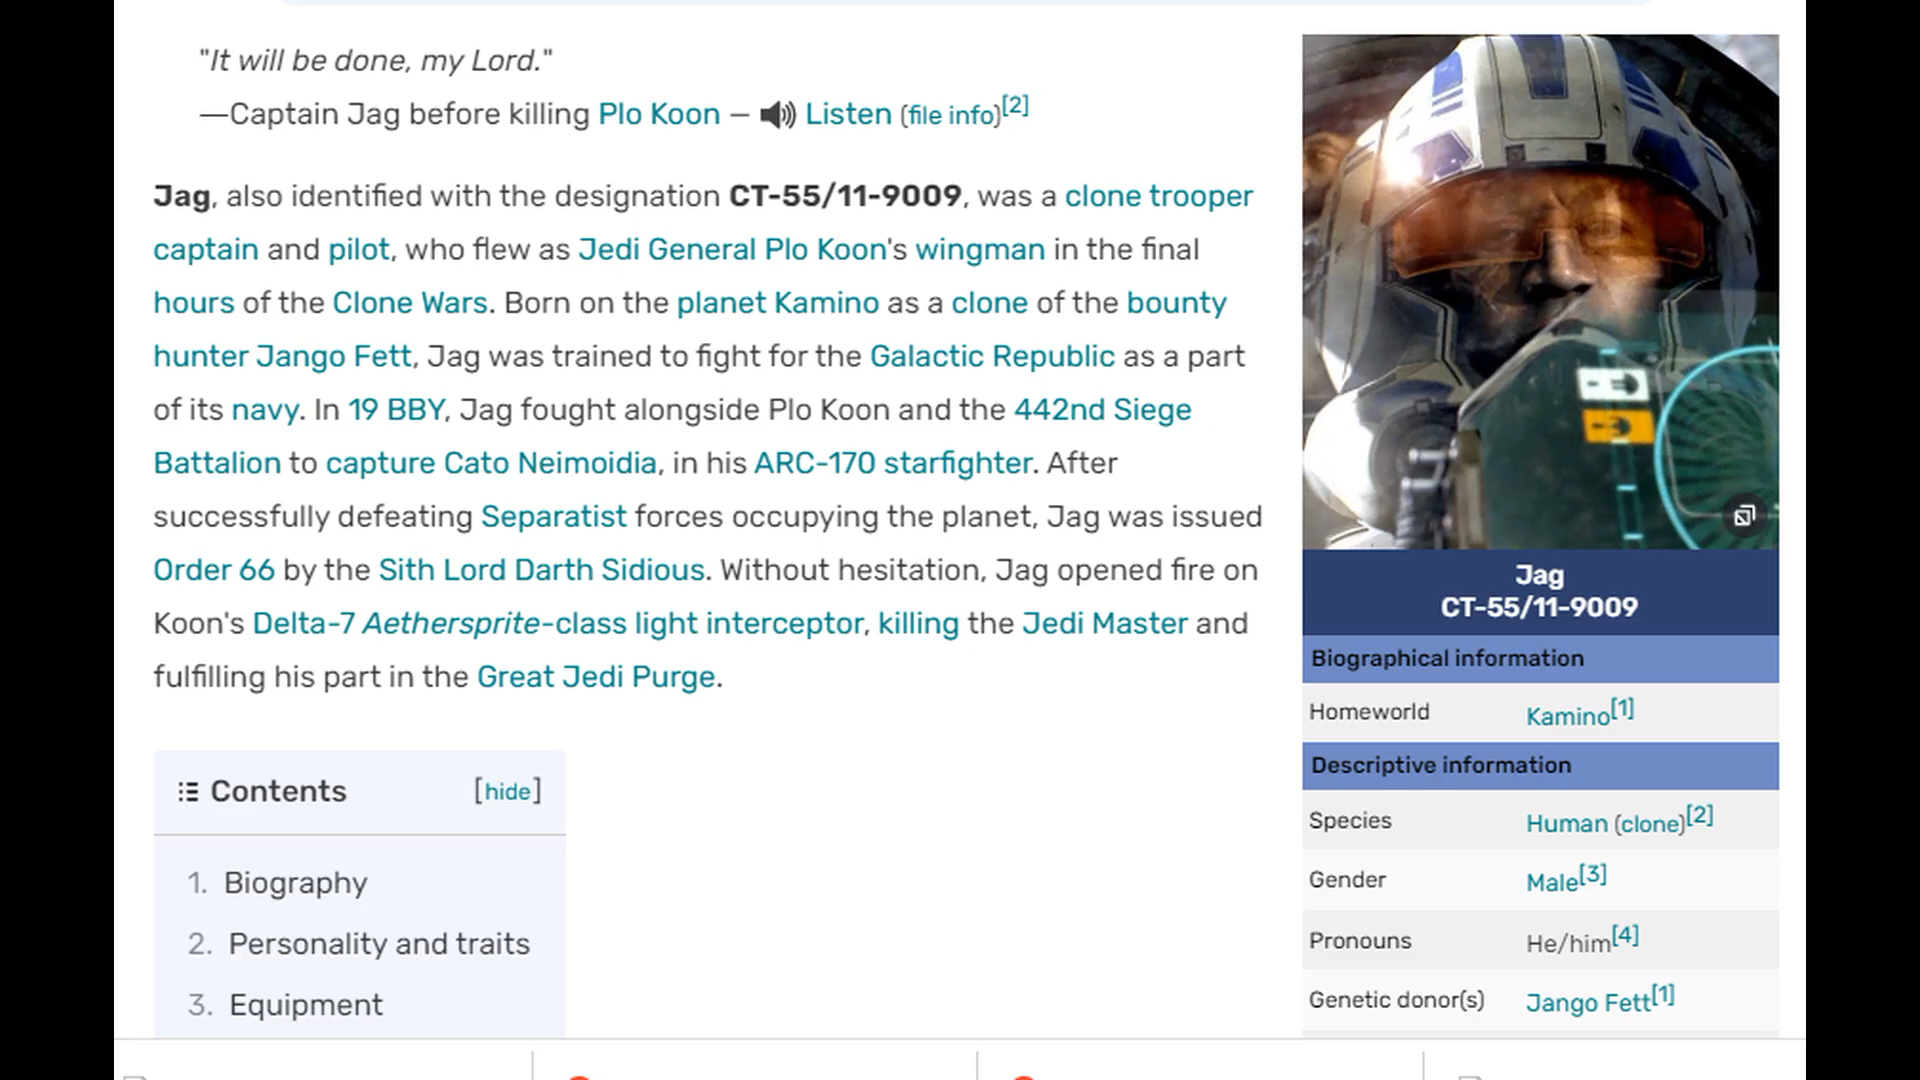 "It will be done, my Lord."
—Captain Jag before killing Plo Koon – Listen (file info)[2]
Jag, also identified with the designation CT-55/11-9009, was a clone trooper
captain and pilot, who flew as Jedi General Plo Koon's wingman in the final
hours of the Clone Wars. Born on the planet Kamino as a clone of the bounty
hunter Jango Fett, Jag was trained to fight for the Galactic Republic as a part
of its navy. In 19 BBY, Jag fought alongside Plo Koon and the 442nd Siege
Battalion to capture Cato Neimoidia, in his ARC-170 starfighter. After
successfully defeating Separatist forces occupying the planet, Jag was issued
Order 66 by the Sith Lord Darth Sidious. Without hesitation, Jag opened fire on
Koon's Delta-7 Aethersprite-class light interceptor, killing the Jedi Master and
fulfilling his part in the Great Jedi Purge.
Contents [hide]
1. Biography
2. Personality and traits
3. Equipment
Jag
CT-55/11-9009
Biographical information
Homeworld Kamino[1]
Descriptive information
Species Human (clone)[2]
Gender Male[3]
Pronouns He/him[4]
Genetic donor(s) Jango Fett[1]